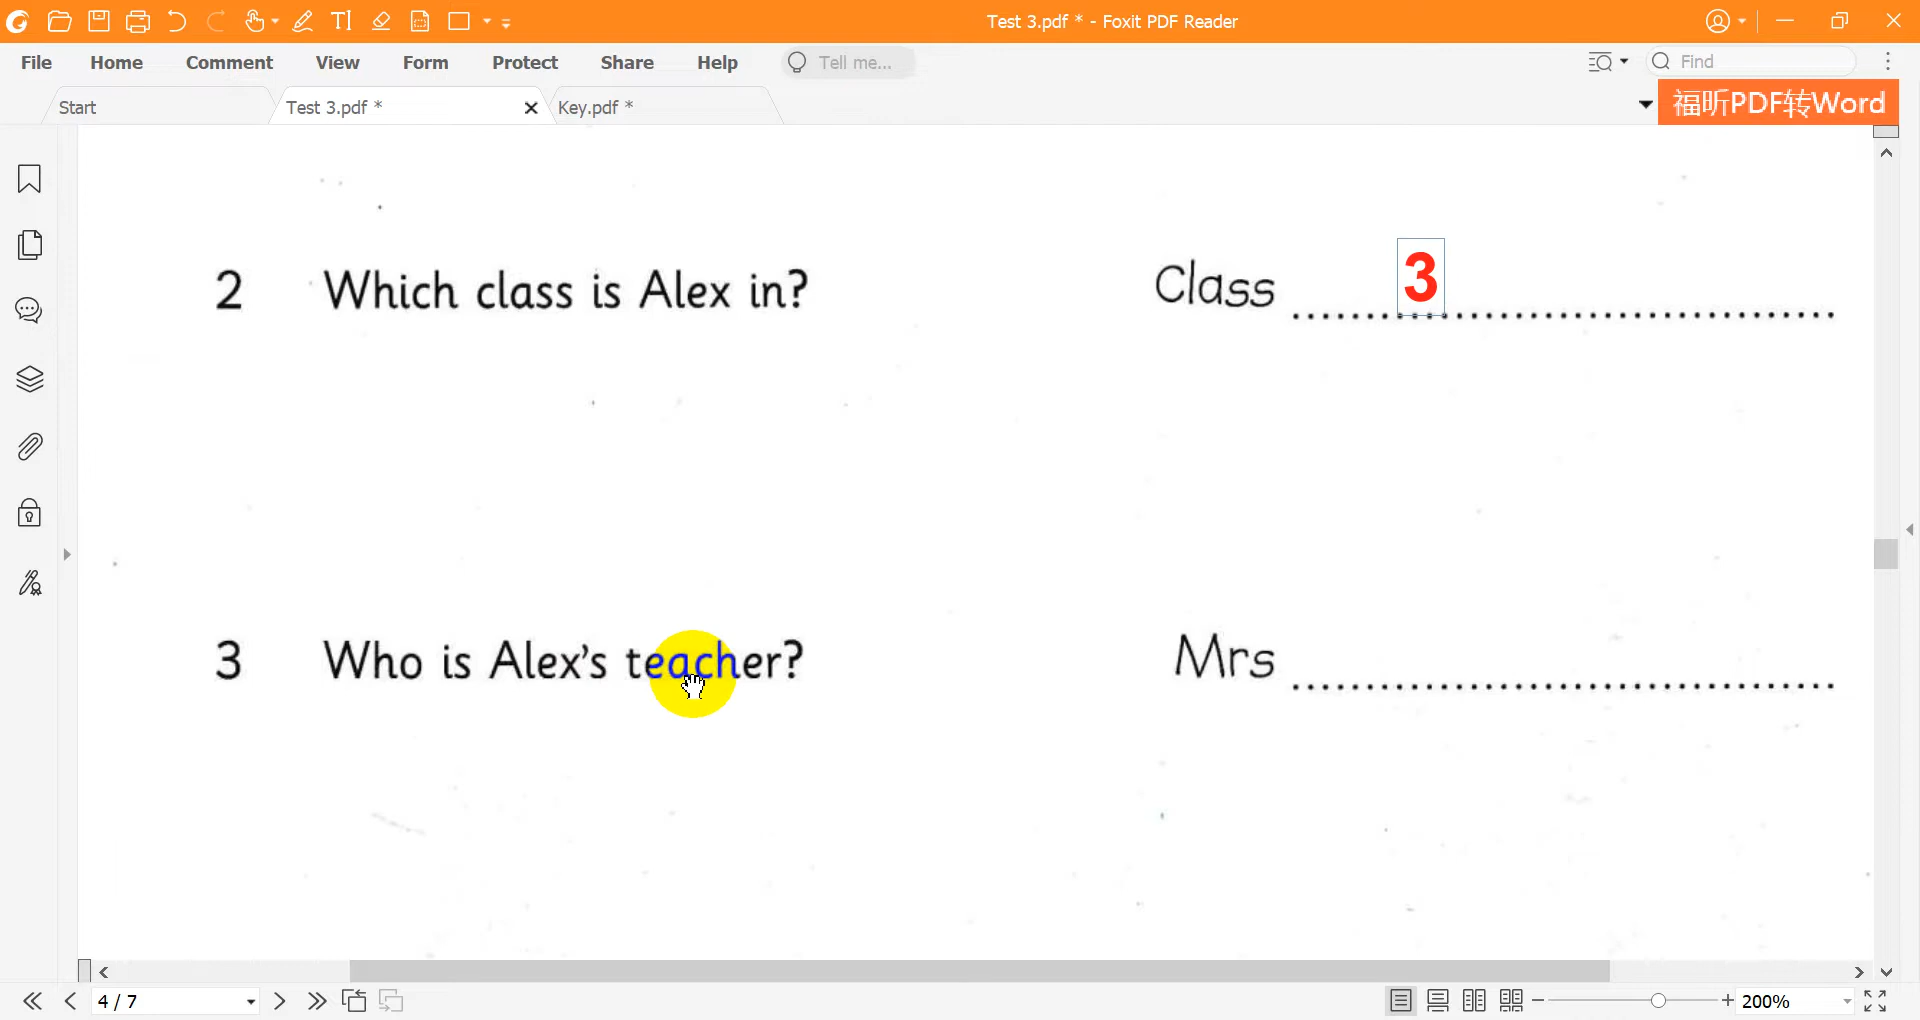 Test 3.pdf * - Foxit PDF Reader
File Home Comment View Form Protect Share Help Tell me... Find
Start Test 3.pdf * Key.pdf * 福昕PDF转Word
2 Which class is Alex in? Class 3
3 Who is Alex's teacher? Mrs
4 / 7 200%